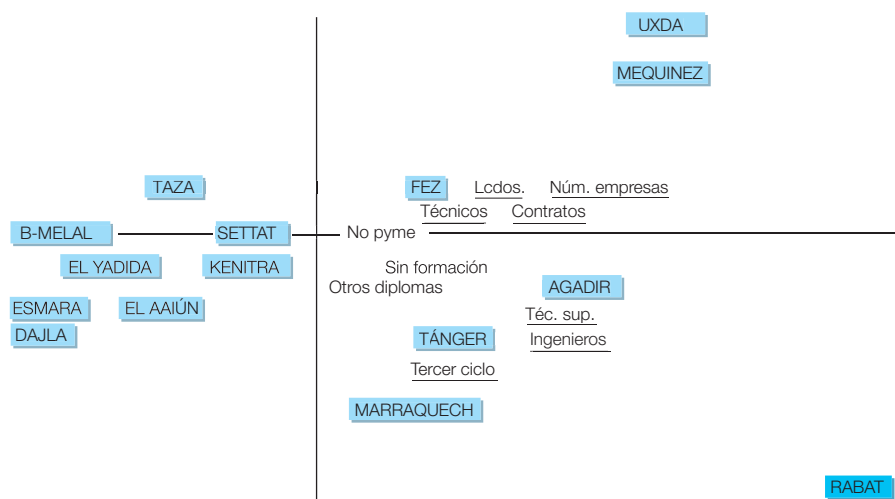 UXDA
MEQUINEZ
TAZA FEZ Lcdos. Núm. empresas
Técnicos Contratos
B-MELAL SETTAT No pyme
EL YADIDA KENITRA Sin formación
Otros diplomas AGADIR
ESMARA EL AAIÚN Téc. sup.
DAJLA TÁNGER Ingenieros
Tercer ciclo
MARRAQUECH
RABAT